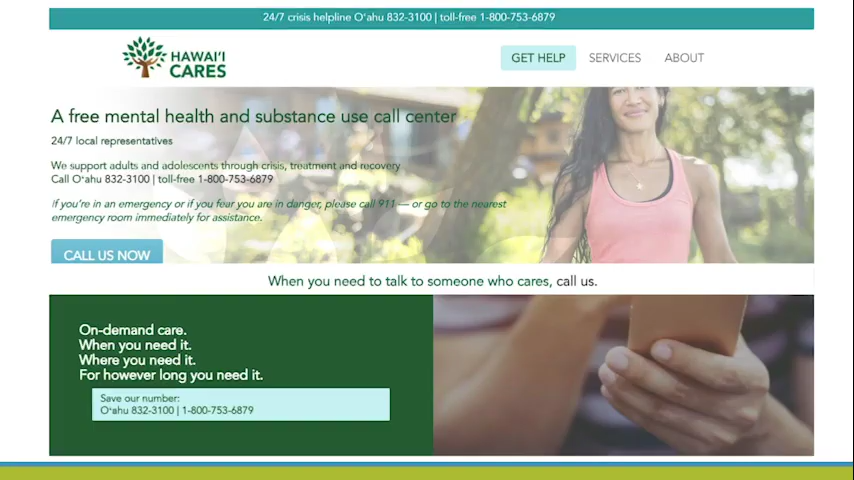 24/7 crisis helpline Oʻahu 832-3100 | toll-free 1-800-753-6879
HAWAI'I
CARES
GET HELP
SERVICES
ABOUT
A free mental health and substance use call center
24/7 local representatives
We support adults and adolescents through crisis, treatment and recovery
Call Oʻahu 832-3100 | toll-free 1-800-753-6879
If you're in an emergency or if you fear you are in danger, please call 911 — or go to the nearest
emergency room immediately for assistance.
CALL US NOW
When you need to talk to someone who cares, call us.
On-demand care.
When you need it.
Where you need it.
For however long you need it.
Save our number:
Oʻahu 832-3100 | 1-800-753-6879